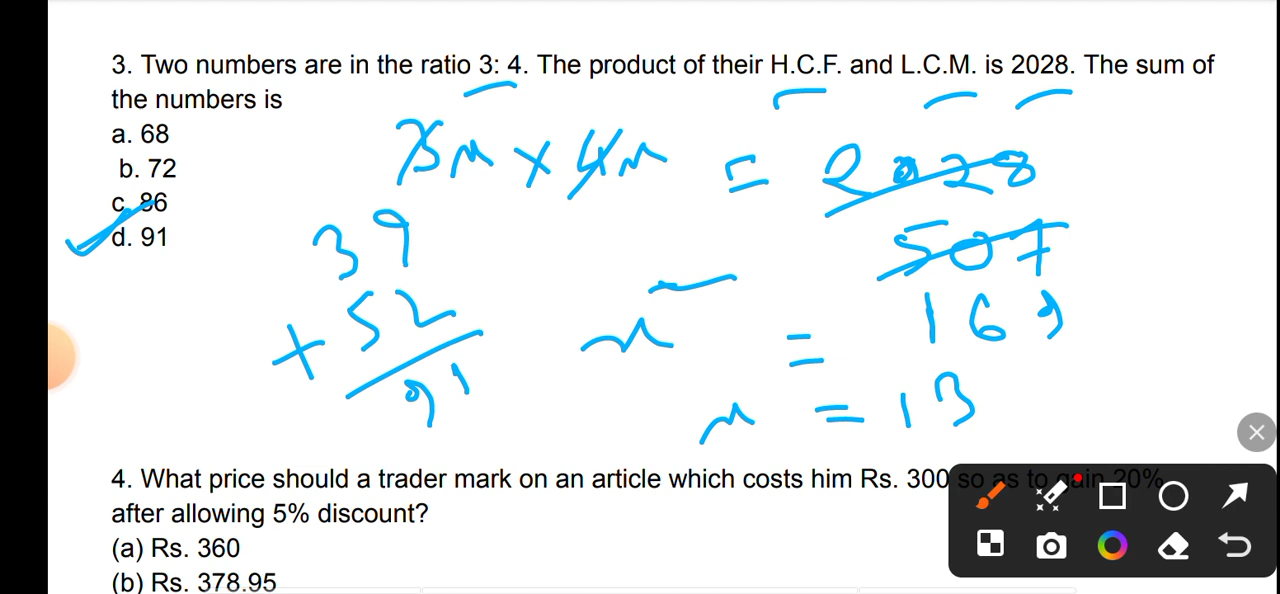 3. Two numbers are in the ratio 3: 4. The product of their H.C.F. and L.C.M. is 2028. The sum of
the numbers is
a. 68
b. 72
c. 86
d. 91
3x × 4x = 2028
507
x = 169
x = 13
39
+ 52
91
4. What price should a trader mark on an article which costs him Rs. 300 so as to gain 20%
after allowing 5% discount?
(a) Rs. 360
(b) Rs. 378.95